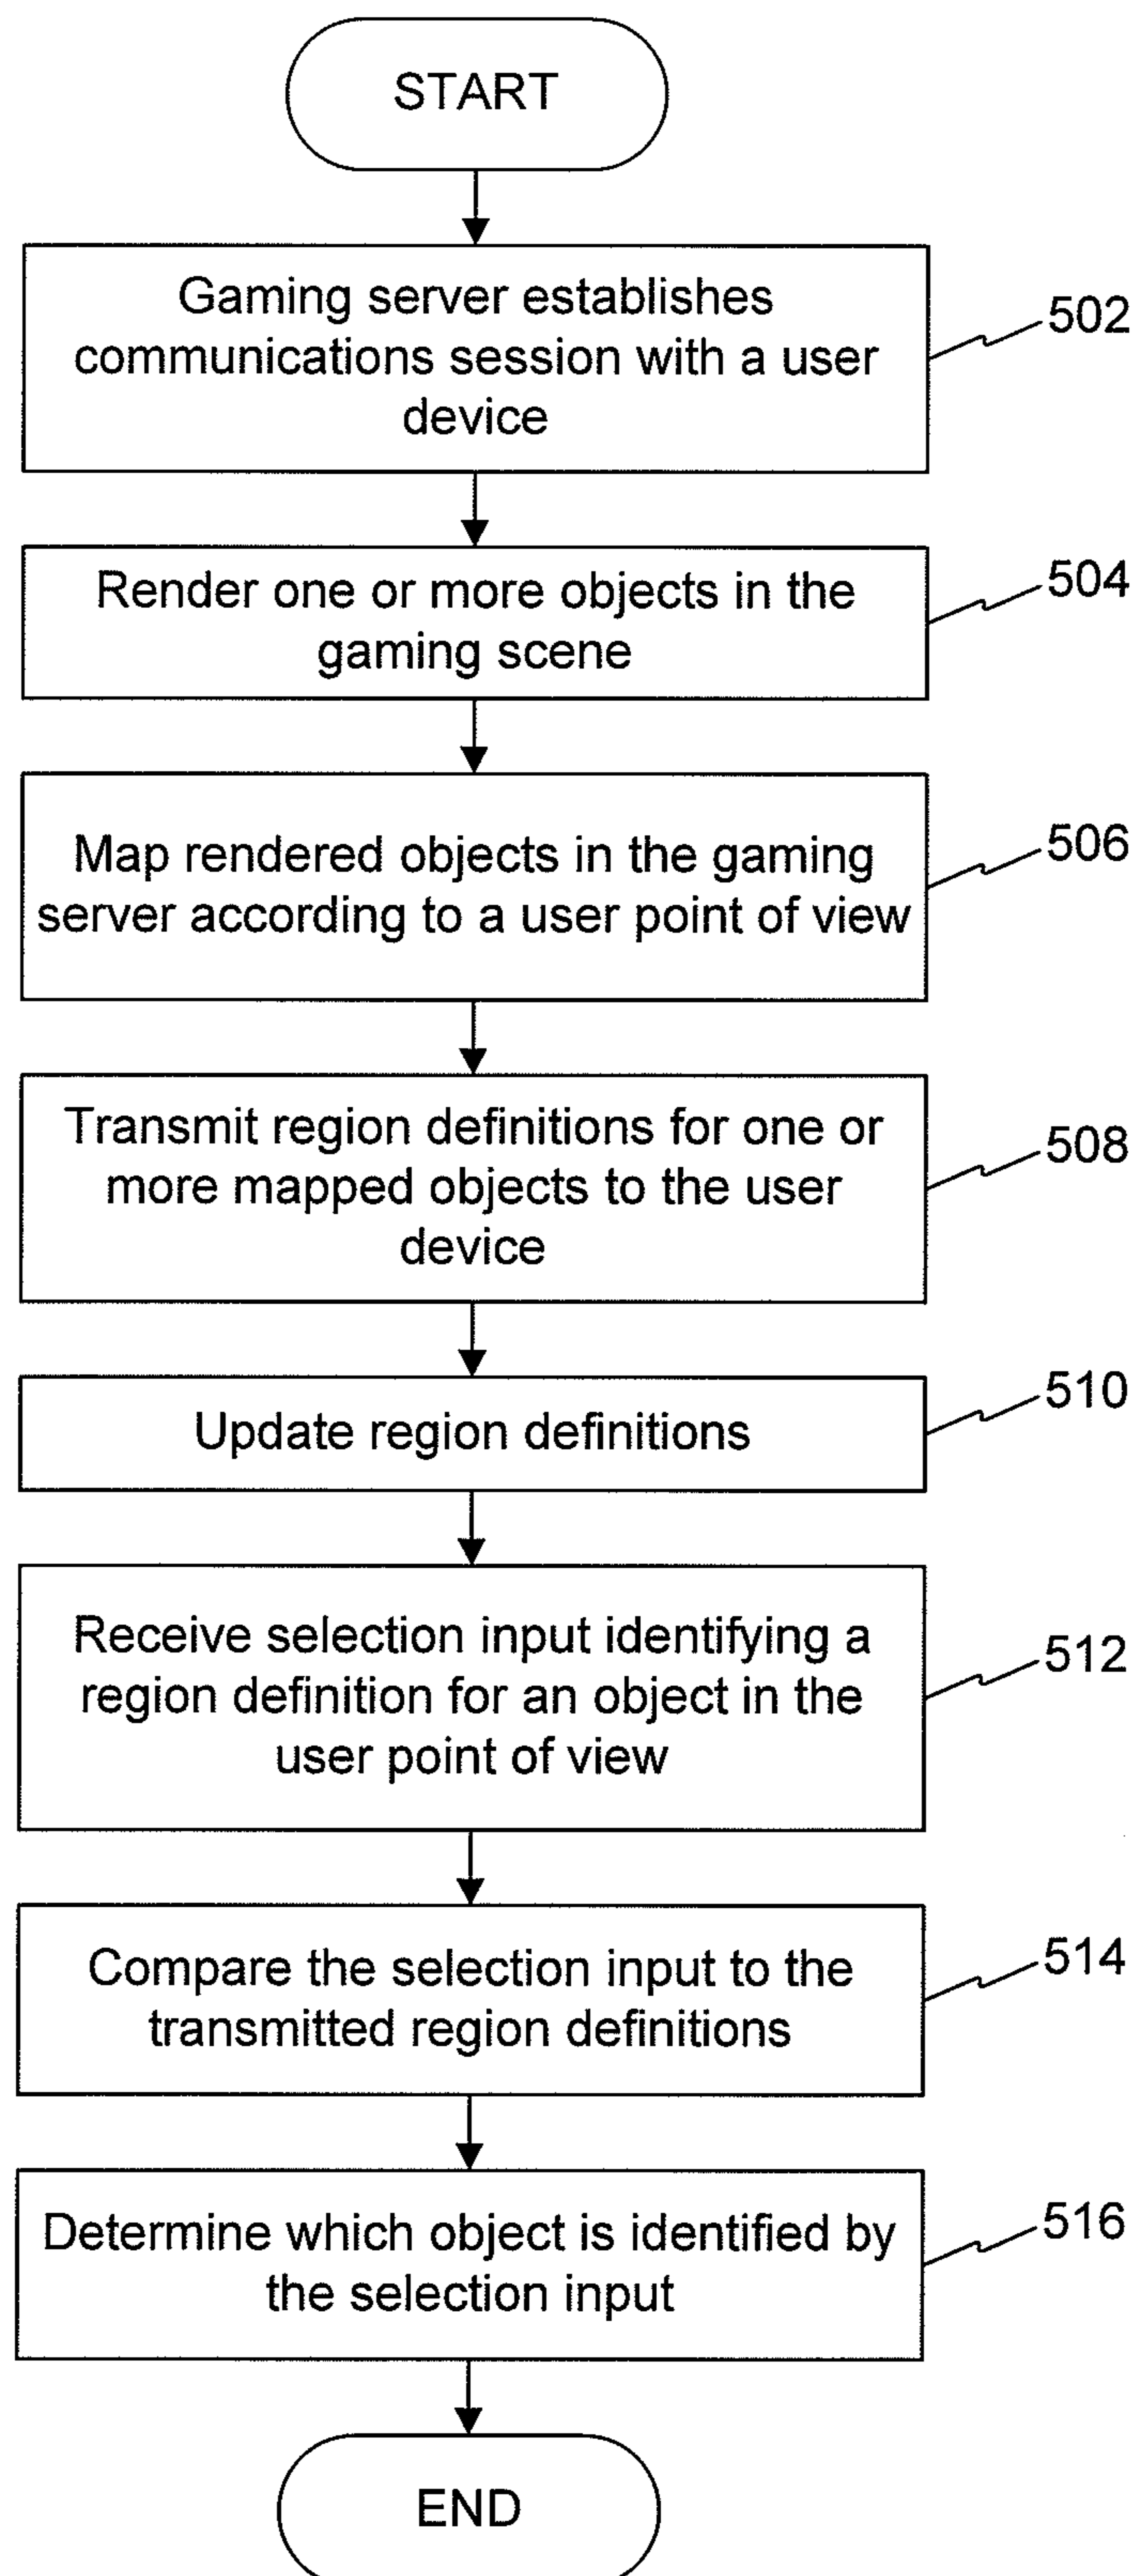 START
Gaming server establishes
communications session with a user
device
502
Render one or more objects in the
gaming scene
504
Map rendered objects in the gaming
server according to a user point of view
506
Transmit region definitions for one or
more mapped objects to the user
device
508
Update region definitions
510
Receive selection input identifying a
region definition for an object in the
user point of view
512
Compare the selection input to the
transmitted region definitions
514
Determine which object is identified by
the selection input
516
END